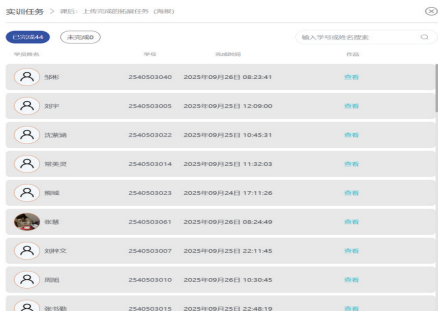 实训任务 > 课后：上传完成的拓展任务（海报）
已完成44 未完成0 输入学号或姓名搜索
学员姓名 学号 完成时间 作品
邹彬 2540503040 2025年09月26日 08:23:41 查看
刘宇 2540503005 2025年09月25日 12:09:00 查看
沈紫涵 2540503022 2025年09月25日 10:45:31 查看
常美灵 2540503014 2025年09月25日 11:32:03 查看
2540503023 2025年09月24日 17:11:26 查看
张慧 2540503061 2025年09月26日 08:24:49 查看
刘梓文 2540503007 2025年09月25日 22:11:45 查看
周旭 2540503010 2025年09月26日 10:30:45 查看
张书勤 2540503015 2025年09月25日 22:48:19 查看